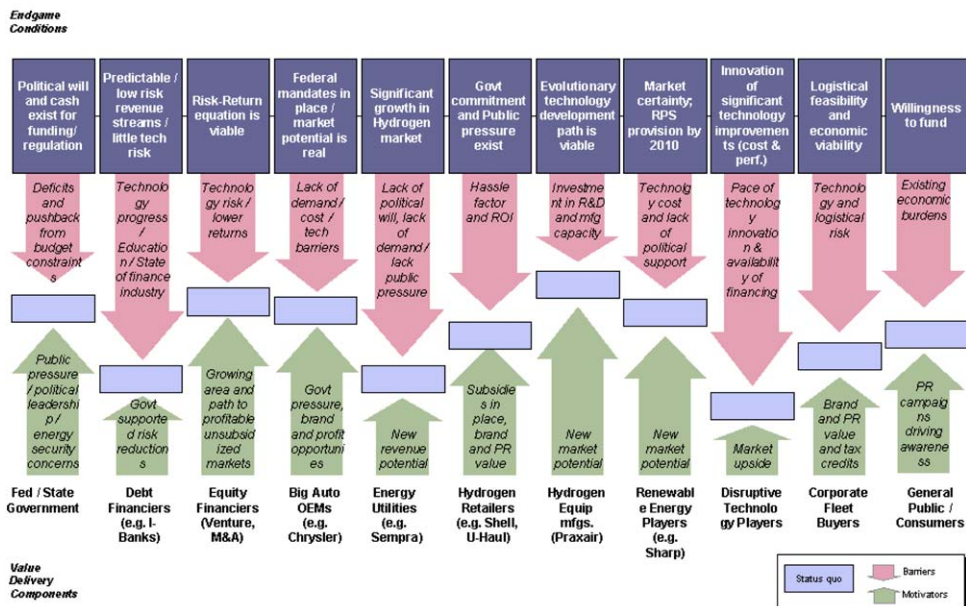 Endgame
Conditions
Political will
and cash
exist for
funding/
regulation
Predictable /
low risk
revenue
streams /
little tech
risk
Risk-Return
equation is
viable
Federal
mandates in
place /
market
potential is
real
Significant
growth in
Hydrogen
market
Govt
commitment
and Public
pressure
exist
Evolutionary
technology
development
path is
viable
Market
certainty;
RPS
provision by
2010
Innovation
of
significant
technology
improveme
nts (cost &
perf.)
Logistical
feasibility
and
economic
viability
Willingness
to fund
Deficits
and
pushback
from
budget
constraint
s
Technolo
gy
progress
/
Educatio
n / State
of finance
industry
Technolo
gy risk /
lower
returns
Lack of
demand /
cost /
tech
barriers
Lack of
political
will, lack
of
demand /
lack public
pressure
Hassle
factor
and ROI
Investme
nt in R&D
and mfg
capacity
Technolgy
cost and
lack of
political
support
Pace of
technolog
y
innovatio
n &
availabilit
y of
financing
Technolo
gy and
logistical
risk
Existing
economic
burdens
Public
pressure
/ political
leadershi
p /
energy
security
concerns
Govt
supporte
d risk
reduction
s
Growing
area and
path to
profitable
unsubsid
ized
markets
Govt
pressure,
brand
and profit
opportuni
es
New
revenue
potential
Subsidie
s in
place,
brand
and PR
value
New
market
potential
New
market
potential
Market
upside
Brand
and PR
value
and tax
credits
PR
campaig
ns
driving
awarene
ss
Fed / State
Government
Debt
Financiers
(e.g. I-
Banks)
Equity
Financiers
(Venture,
M&A)
Big Auto
OEMs (e.g.
Chrysler)
Energy
Utilities (e.g.
Sempra)
Hydrogen
Retailers
(e.g. Shell,
U-Haul)
Hydrogen
Equip
mfgs.
(Praxair)
Renewabl
e Energy
Players
(e.g.
Sharp)
Disruptive
Technolo
gy Players
Corporate
Fleet
Buyers
General
Public /
Consumers
Value
Delivery
Components
Status quo
Barriers
Motivators